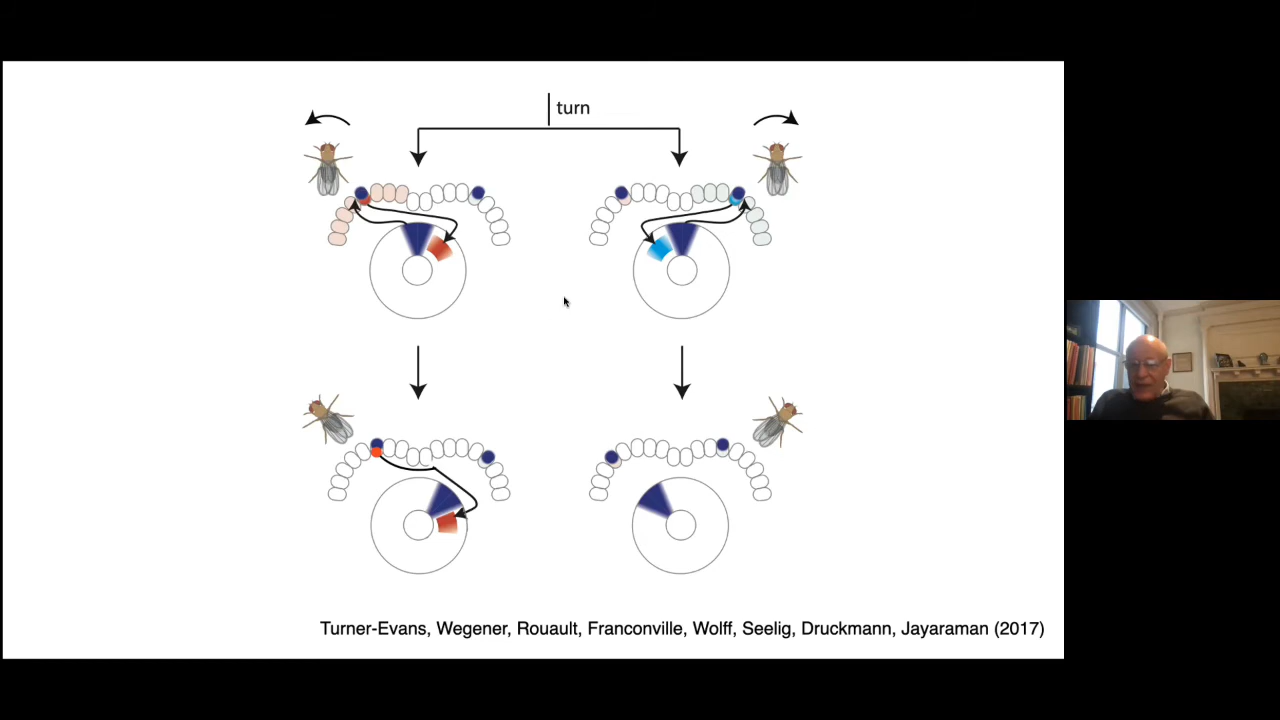 turn
Turner-Evans, Wegener, Rouault, Franconville, Wolff, Seelig, Druckmann, Jayaraman (2017)